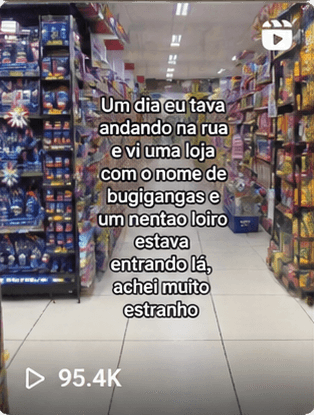 Um dia eu tava
andando na rua
e vi uma loja
com o nome de
bugigangas e
um nentao loiro
estava
entrando lá,
achei muito
estranho
95.4K